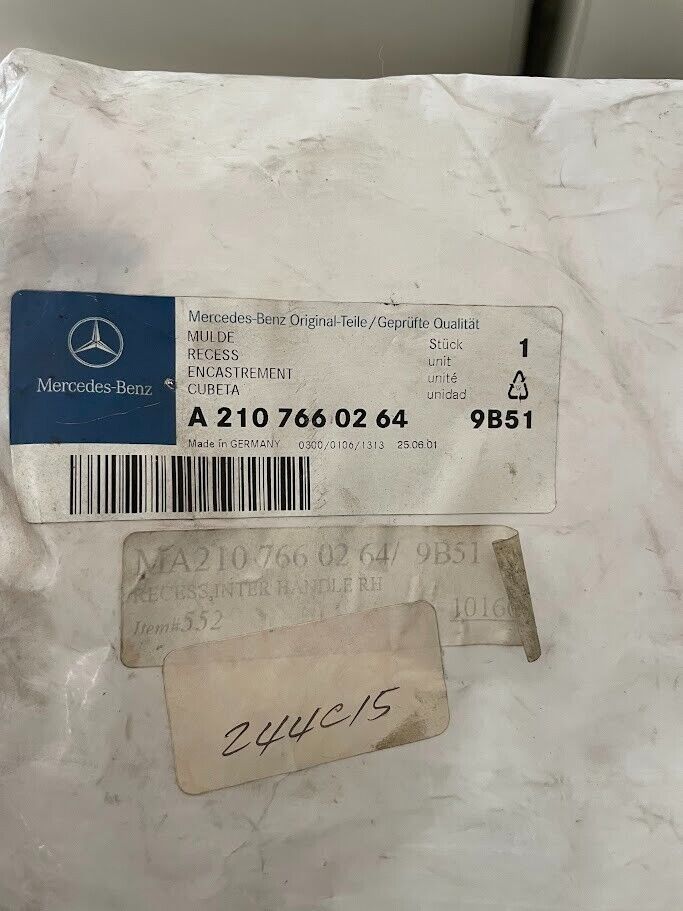 Mercedes-Benz
Mercedes-Benz Original-Teile/Geprüfte Qualität
MULDE
RECESS
ENCASTREMENT
CUBETA
Stück
unit
unité
unidad
1
A 210 766 02 64 9B51
Made in GERMANY 0300/0106/1313 25.06.01
MA210 766 02 64/ 9B51
RECESS,INTER HANDLE RH
Item#552
244C15